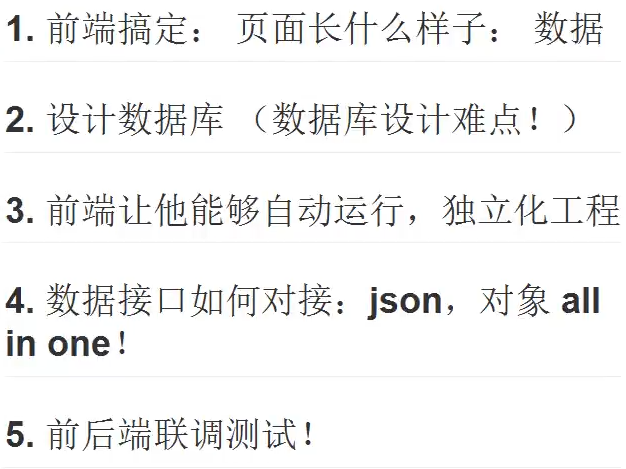 1. 前端搞定： 页面长什么样子： 数据
2. 设计数据库 （数据库设计难点！）
3. 前端让他能够自动运行，独立化工程
4. 数据接口如何对接：json，对象 all
in one！
5. 前后端联调测试！